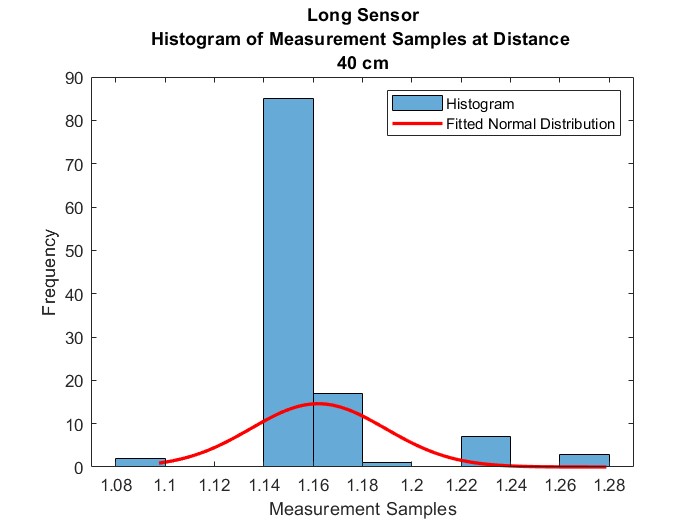 Long Sensor
Histogram of Measurement Samples at Distance
40 cm
90
80
70
60
50
40
30
20
10
0
Frequency
Histogram
Fitted Normal Distribution
1.08 1.1 1.12 1.14 1.16 1.18 1.2 1.22 1.24 1.26 1.28
Measurement Samples